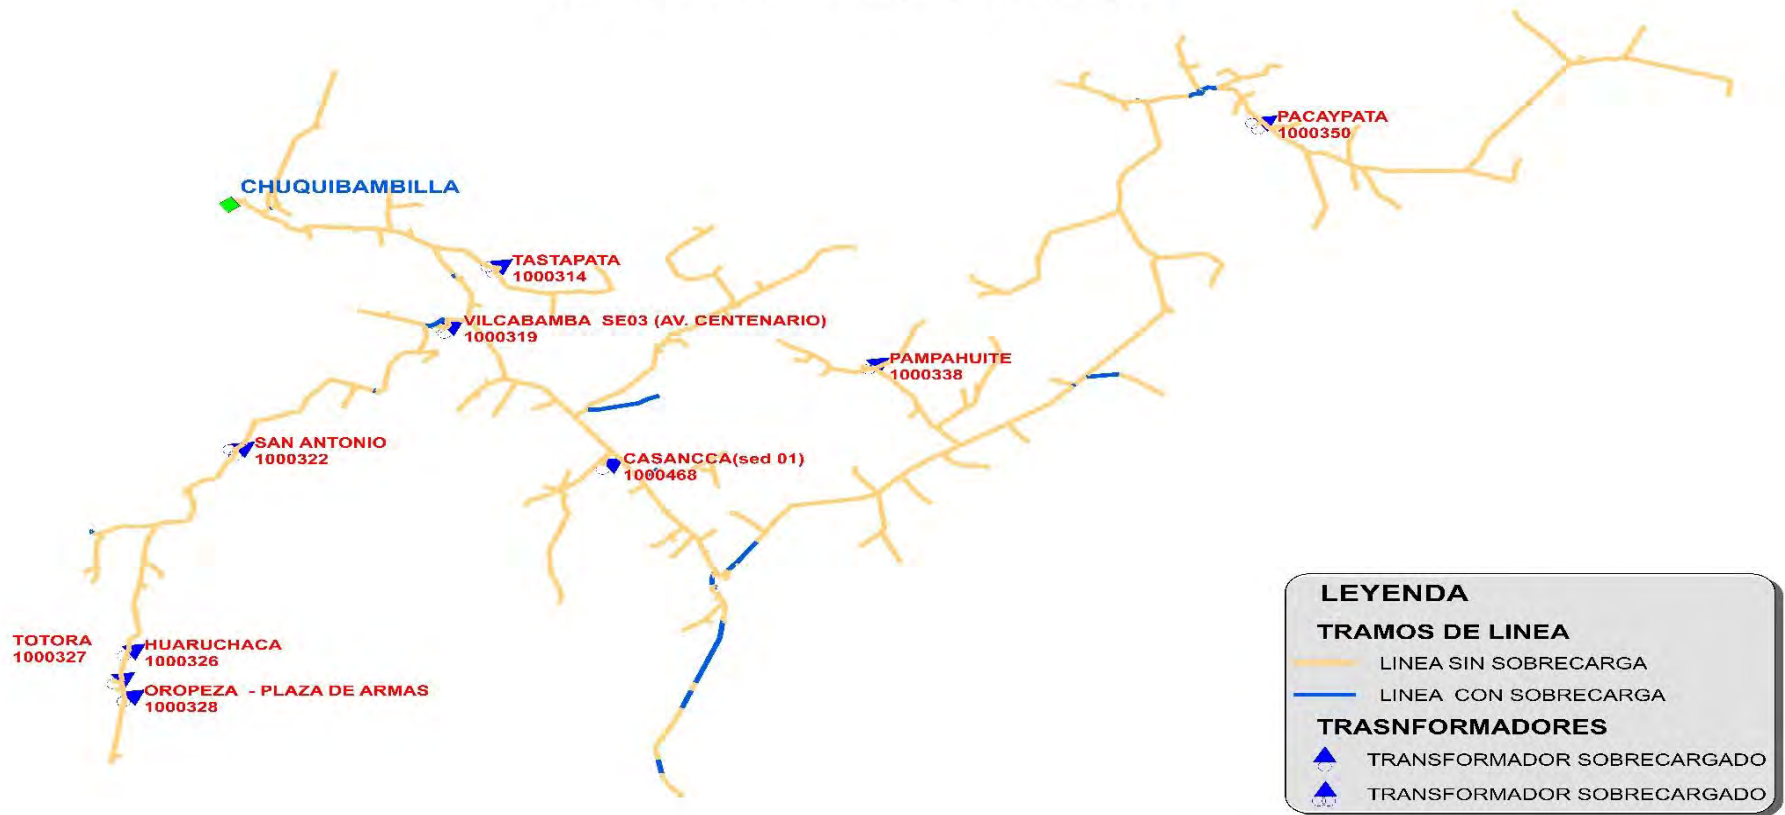 PACAYPATA
1000350
CHUQUIBAMBILLA
TASTAPATA
1000314
VILCABAMBA SE03 (AV. CENTENARIO)
1000319
PAMPAHUITE
1000338
SAN ANTONIO
1000322
CASANCCA(sed 01)
1000468
TOTORA
1000327
HUARUCHACA
1000326
OROPEZA - PLAZA DE ARMAS
1000328
LEYENDA
TRAMOS DE LINEA
LINEA SIN SOBRECARGA
LINEA CON SOBRECARGA
TRASNFORMADORES
TRANSFORMADOR SOBRECARGADO
TRANSFORMADOR SOBRECARGADO